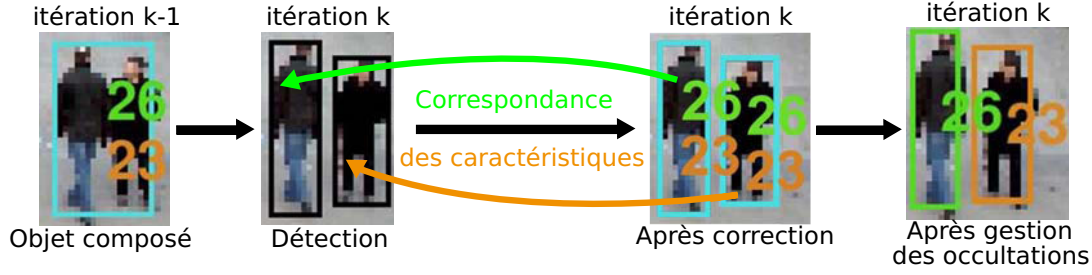 itération k-1
26
23
Objet composé
itération k
Détection
Correspondance
des caractéristiques
itération k
26
26
23
23
Après correction
itération k
26
23
Après gestion
des occultations